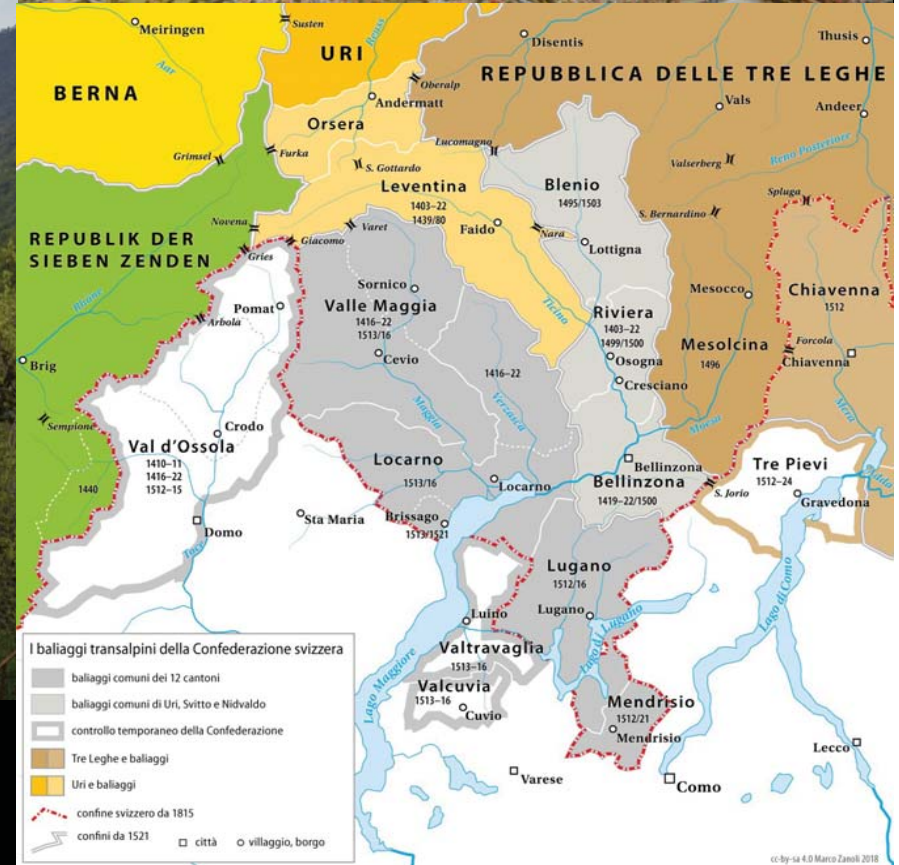 Meiringen
Susten
Reuss
URI
Disentis
Thusis
BERNA
Aar
REPUBBLICA DELLE TRE LEGHE
Oberalp
Andermatt
Vals
Andeer
Orsera
Grimsel
Furka
Lucomagno
S. Gottardo
Valserberg
Reno Posteriore
Leventina
1403–22
1439/80
Blenio
1495/1503
Spluga
Novena
Giacomo
Varet
Faido
Nara
S. Bernardino
REPUBLIK DER
SIEBEN ZENDEN
Gries
Lottigna
Sornico
Mesocco
Chiavenna
1512
Rhone
Pomat
Valle Maggia
1416–22
1513/16
Ticino
Riviera
1403–22
1499/1500
Arbola
Cevio
Mesolcina
1496
Forcola
Brig
1416–22
Osogna
Chiavenna
Cresciano
Sempione
Crodo
Maggia
Verzasca
Moesa
Mera
Val d'Ossola
1410–11
1416–22
1512–15
1440
Locarno
1513/16
Bellinzona
Bellinzona
1419–22/1500
Tre Pievi
1512–24
Locarno
S. Jorio
Gravedona
Adda
Domo
Sta Maria
Brissago
1513/1521
Toce
Lugano
1512/16
Lago di Como
Luino
Lugano
Lago di Lugano
Valtravaglia
1513–16
Lago Maggiore
Valcuvia
1513–16
Cuvio
Mendrisio
1512/21
Mendrisio
Lecco
Varese
Como
I baliaggi transalpini della Confederazione svizzera
baliaggi comuni dei 12 cantoni
baliaggi comuni di Uri, Svitto e Nidvaldo
controllo temporaneo della Confederazione
Tre Leghe e baliaggi
Uri e baliaggi
confine svizzero da 1815
confini da 1521
città
villaggio, borgo
cc-by-sa 4.0 Marco Zanoli 2018